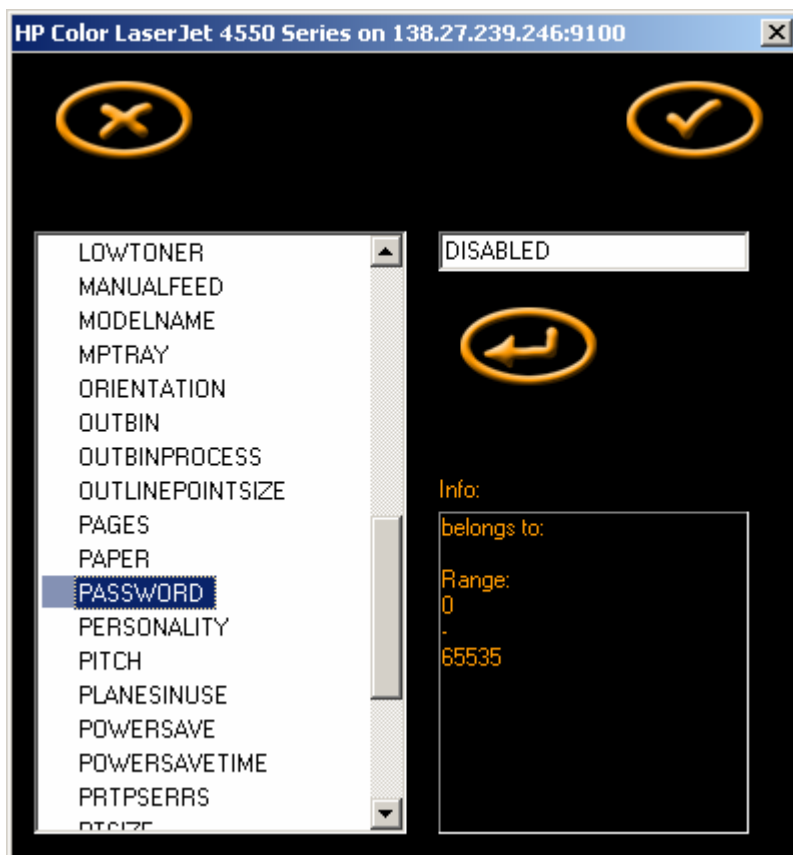 HP Color LaserJet 4550 Series on 138.27.239.246:9100
LOWTONER
MANUALFEED
MODELNAME
MPTRAY
ORIENTATION
OUTBIN
OUTBINPROCESS
OUTLINEPOINTSIZE
PAGES
PAPER
PASSWORD
PERSONALITY
PITCH
PLANESINUSE
POWERSAVE
POWERSAVETIME
PRTPSERRS
PTSIZE
DISABLED
Info:
belongs to:
Range:
0
-
65535